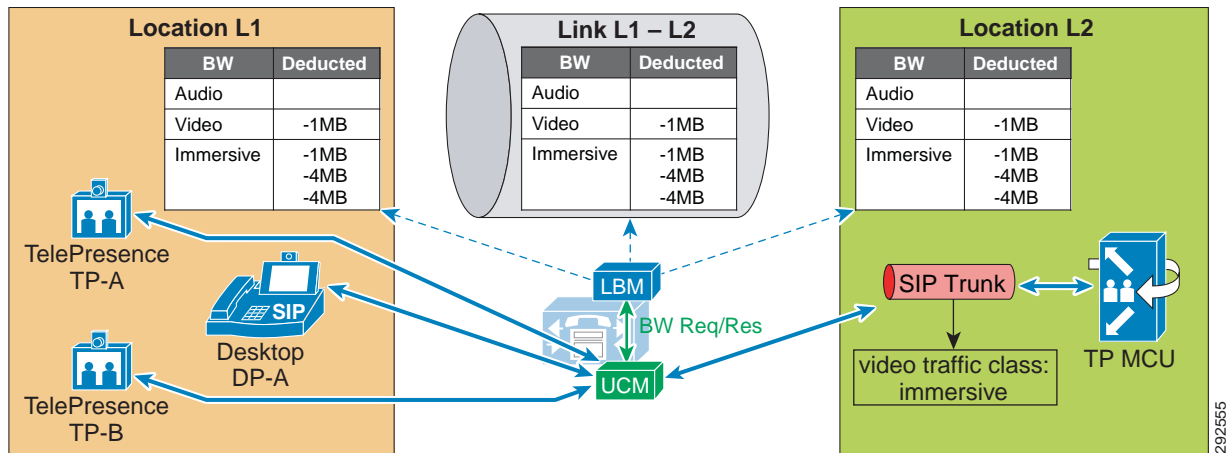 Location L1
BW Deducted
Audio
Video -1MB
Immersive -1MB
-4MB
-4MB
Link L1 – L2
BW Deducted
Audio
Video -1MB
Immersive -1MB
-4MB
-4MB
Location L2
BW Deducted
Audio
Video -1MB
Immersive -1MB
-4MB
-4MB
TelePresence
TP-A
SIP
Desktop
DP-A
TelePresence
TP-B
LBM
BW Req/Res
UCM
SIP Trunk
TP MCU
video traffic class:
immersive
292555